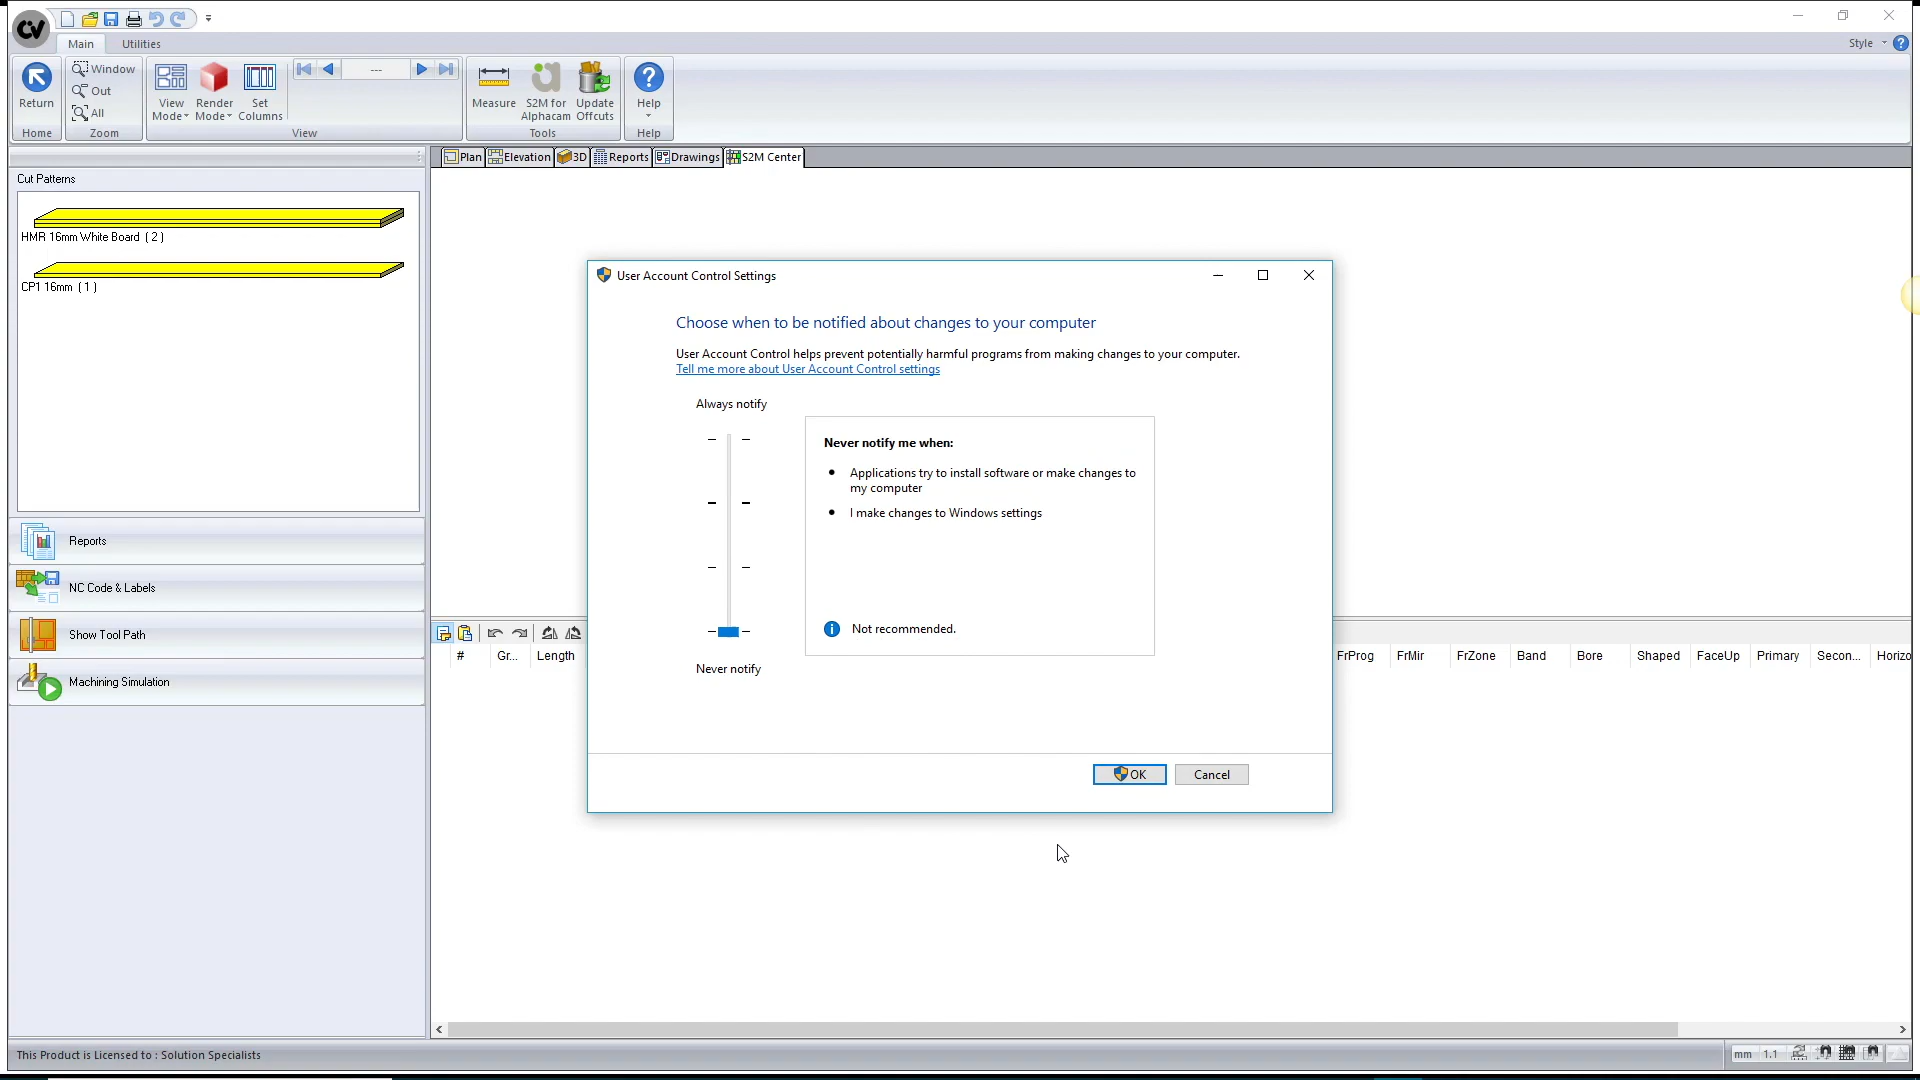 CV
Main
Utilities
Style
Return
Window
Out
All
View
Mode
Render
Mode
Set
Columns
---
Measure
S2M for
Alphacam
Update
Offcuts
Help
Home
Zoom
View
Tools
Help
Plan
Elevation
3D
Reports
Drawings
S2M Center
Cut Patterns
HMR 16mm White Board ( 2 )
CP1 16mm ( 1 )
Reports
NC Code & Labels
Show Tool Path
Machining Simulation
User Account Control Settings
Choose when to be notified about changes to your computer
User Account Control helps prevent potentially harmful programs from making changes to your computer.
Tell me more about User Account Control settings
Always notify
Never notify me when:
Applications try to install software or make changes to
my computer
I make changes to Windows settings
Not recommended.
Never notify
OK
Cancel
# Gr... Length FrProg FrMir FrZone Band Bore Shaped FaceUp Primary Secon... Horizo
This Product is Licensed to : Solution Specialists
mm 1.1